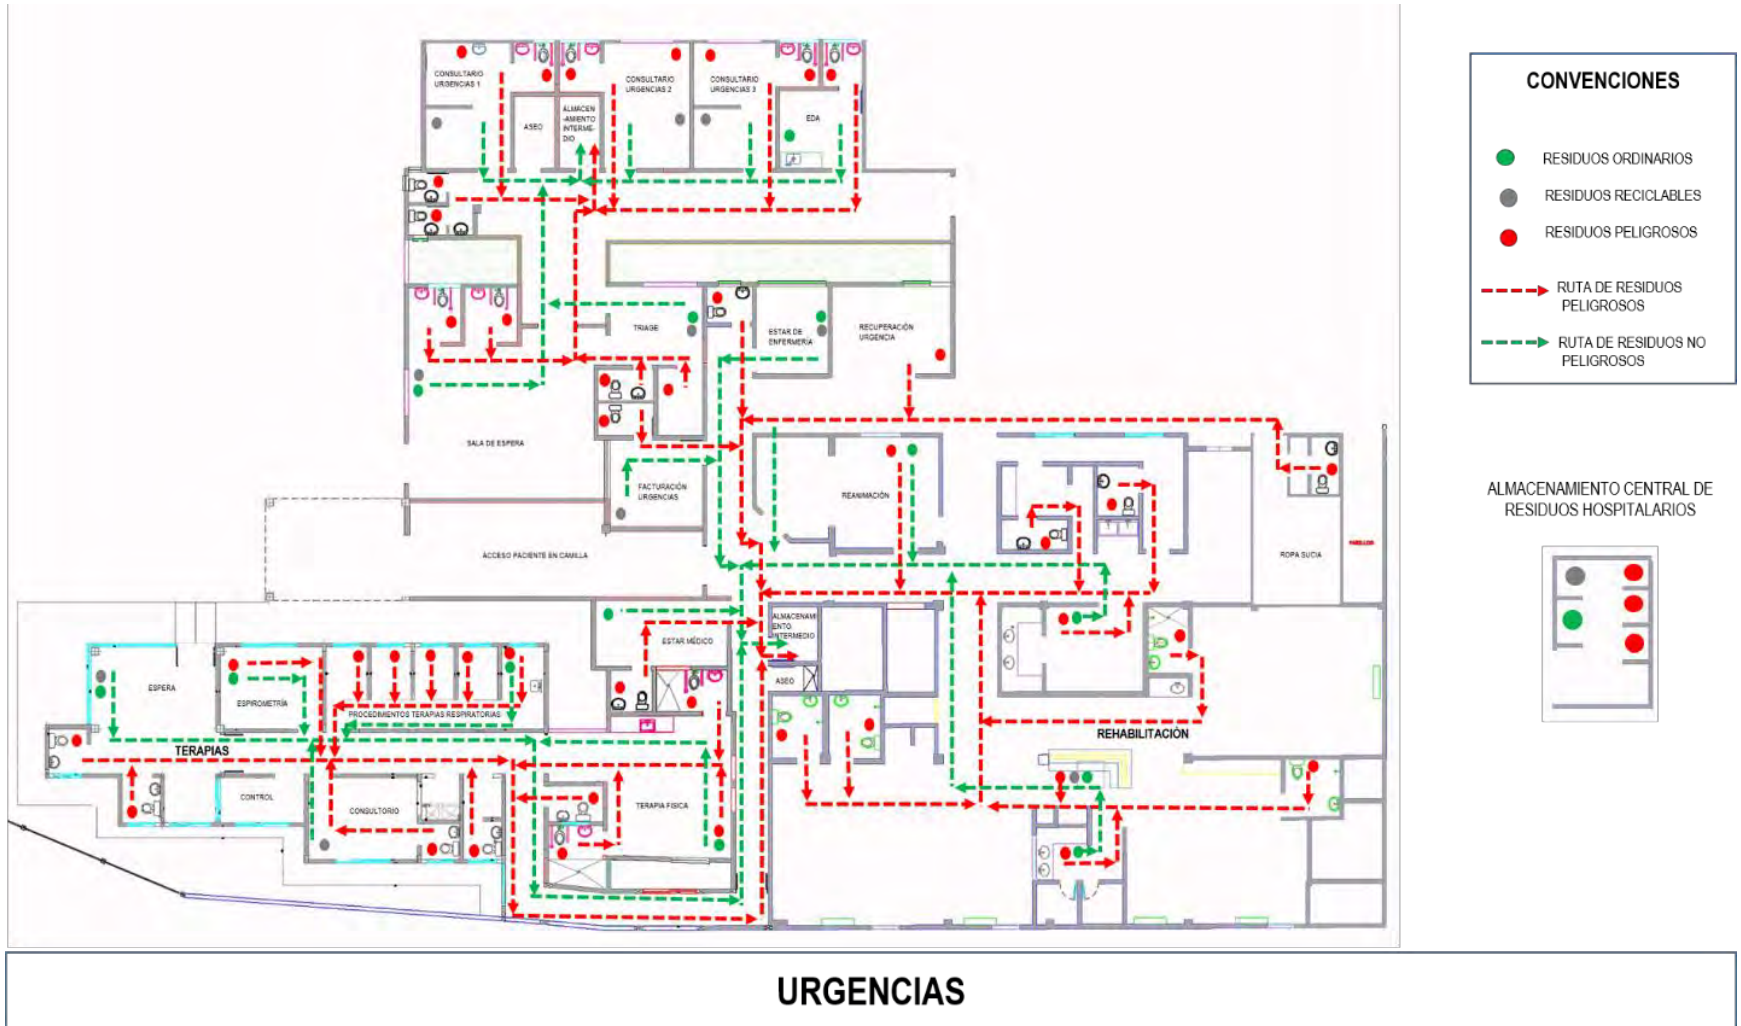 CONSULTARIO
URGENCIAS 1
ASEO
ALMACEN
-AMIENTO
INTERME-
DIO
CONSULTARIO
URGENCIAS 2
CONSULTARIO
URGENCIAS 3
EDA
TRIAGE
ESTAR DE
ENFERMERÍA
RECUPERACIÓN
URGENCIA
SALA DE ESPERA
FACTURACIÓN
URGENCIAS
REANIMACIÓN
ROPA SUCIA
ACCESO PACIENTE EN CAMILLA
ESTAR MÉDICO
ALMACENAMI
ENTO
INTERMEDIO
ASEO
ESPERA
ESPIROMETRÍA
PROCEDIMIENTOS TERAPIAS RESPIRATORIAS
TERAPIAS
CONTROL
CONSULTORIO
TERAPIA FISICA
REHABILITACIÓN
CONVENCIONES
RESIDUOS ORDINARIOS
RESIDUOS RECICLABLES
RESIDUOS PELIGROSOS
RUTA DE RESIDUOS
PELIGROSOS
RUTA DE RESIDUOS NO
PELIGROSOS
ALMACENAMIENTO CENTRAL DE
RESIDUOS HOSPITALARIOS
URGENCIAS